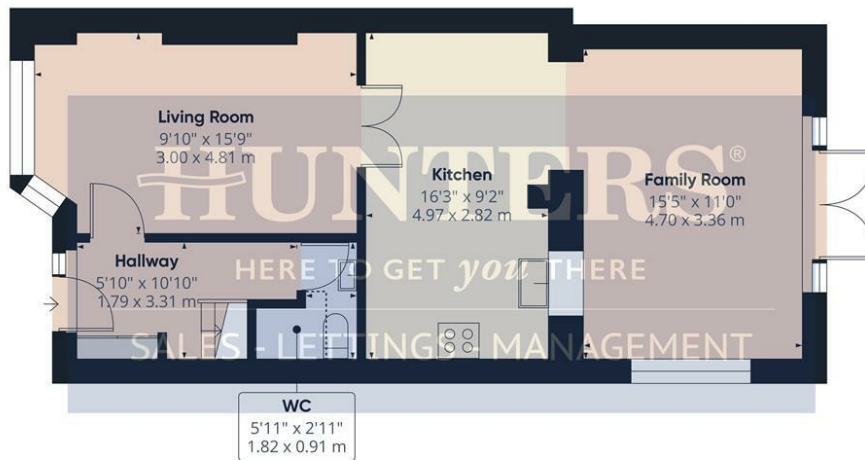 Living Room
9'10" x 15'9"
3.00 x 4.81 m
Kitchen
16'3" x 9'2"
4.97 x 2.82 m
Family Room
15'5" x 11'0"
4.70 x 3.36 m
Hallway
5'10" x 10'10"
1.79 x 3.31 m
WC
5'11" x 2'11"
1.82 x 0.91 m
HUNTERS®
HERE TO GET you THERE
SALES - LETTINGS - MANAGEMENT